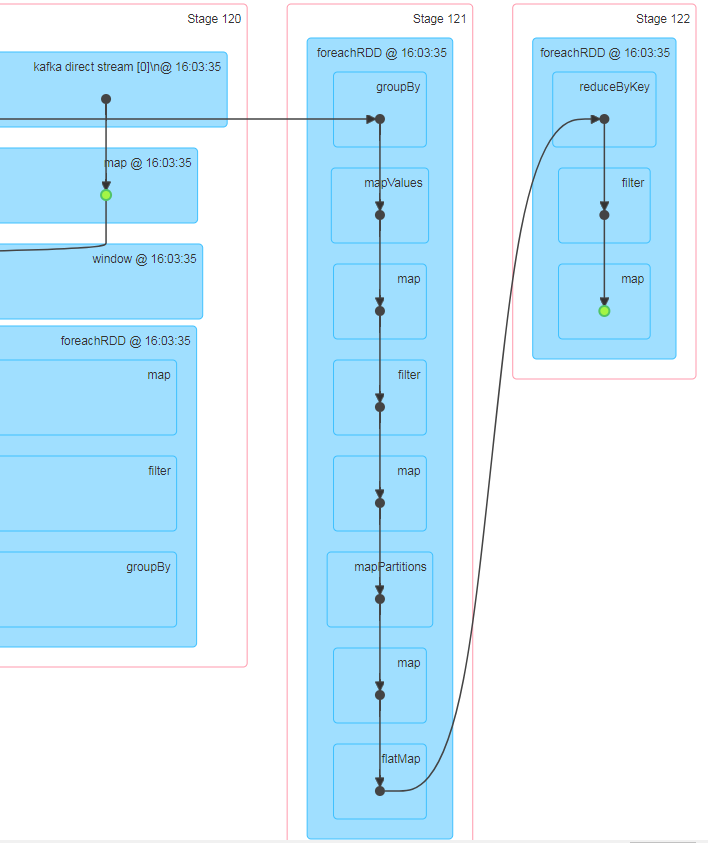 Stage 120
kafka direct stream [0]\n@ 16:03:35
map @ 16:03:35
window @ 16:03:35
foreachRDD @ 16:03:35
map
filter
groupBy
Stage 121
foreachRDD @ 16:03:35
groupBy
mapValues
map
filter
map
mapPartitions
map
flatMap
Stage 122
foreachRDD @ 16:03:35
reduceByKey
filter
map